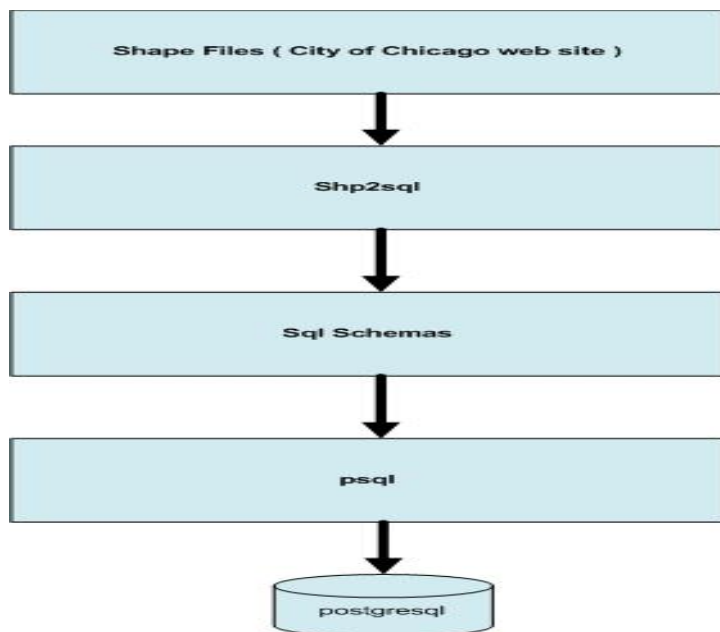 Shape Files ( City of Chicago web site )
Shp2sql
Sql Schemas
psql
postgresql